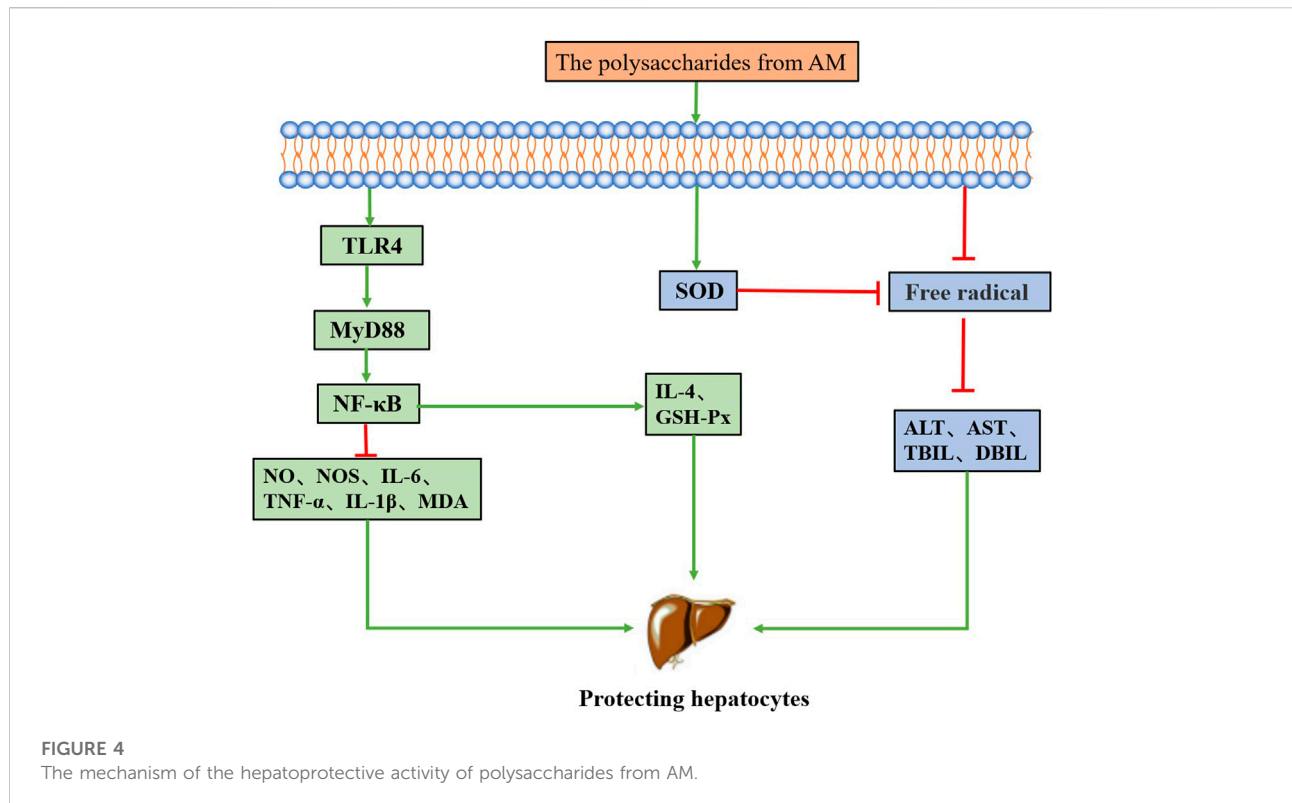 The polysaccharides from AM
TLR4
MyD88
NF-κB
NO、NOS、IL-6、
TNF-α、IL-1β、MDA
IL-4、
GSH-Px
SOD
Free radical
ALT、AST、
TBIL、DBIL
Protecting hepatocytes
FIGURE 4
The mechanism of the hepatoprotective activity of polysaccharides from AM.